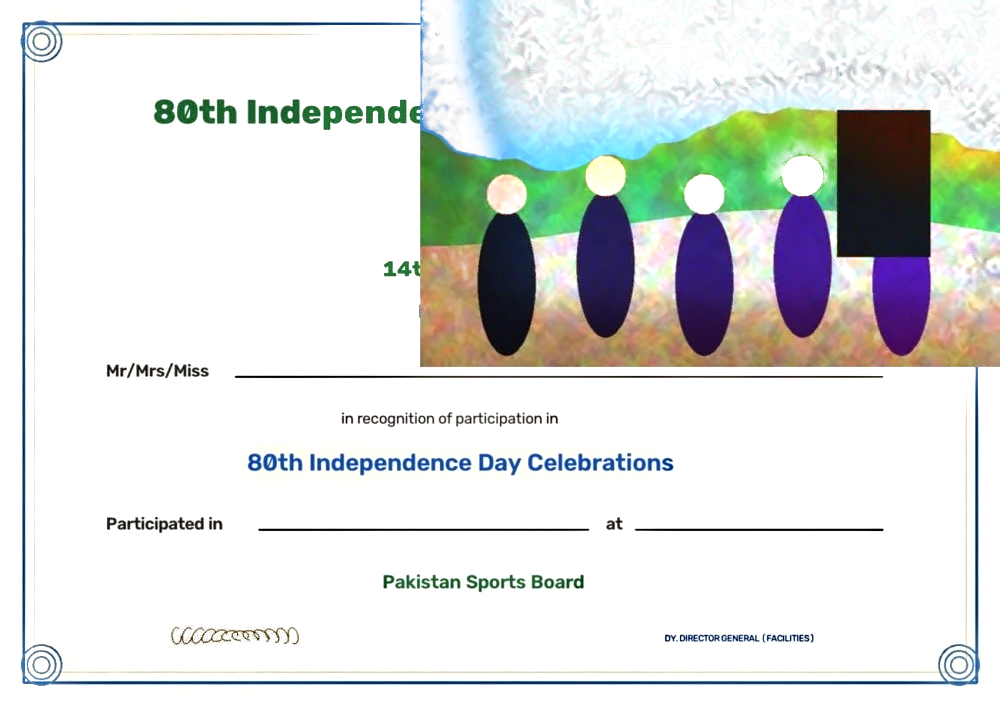 80th
14t
Mr/Mrs/Miss
in recognition of participation in
80th Independence Day Celebrations
Participated in at
Pakistan Sports Board
DY. DIRECTOR GENERAL (FACILITIES)